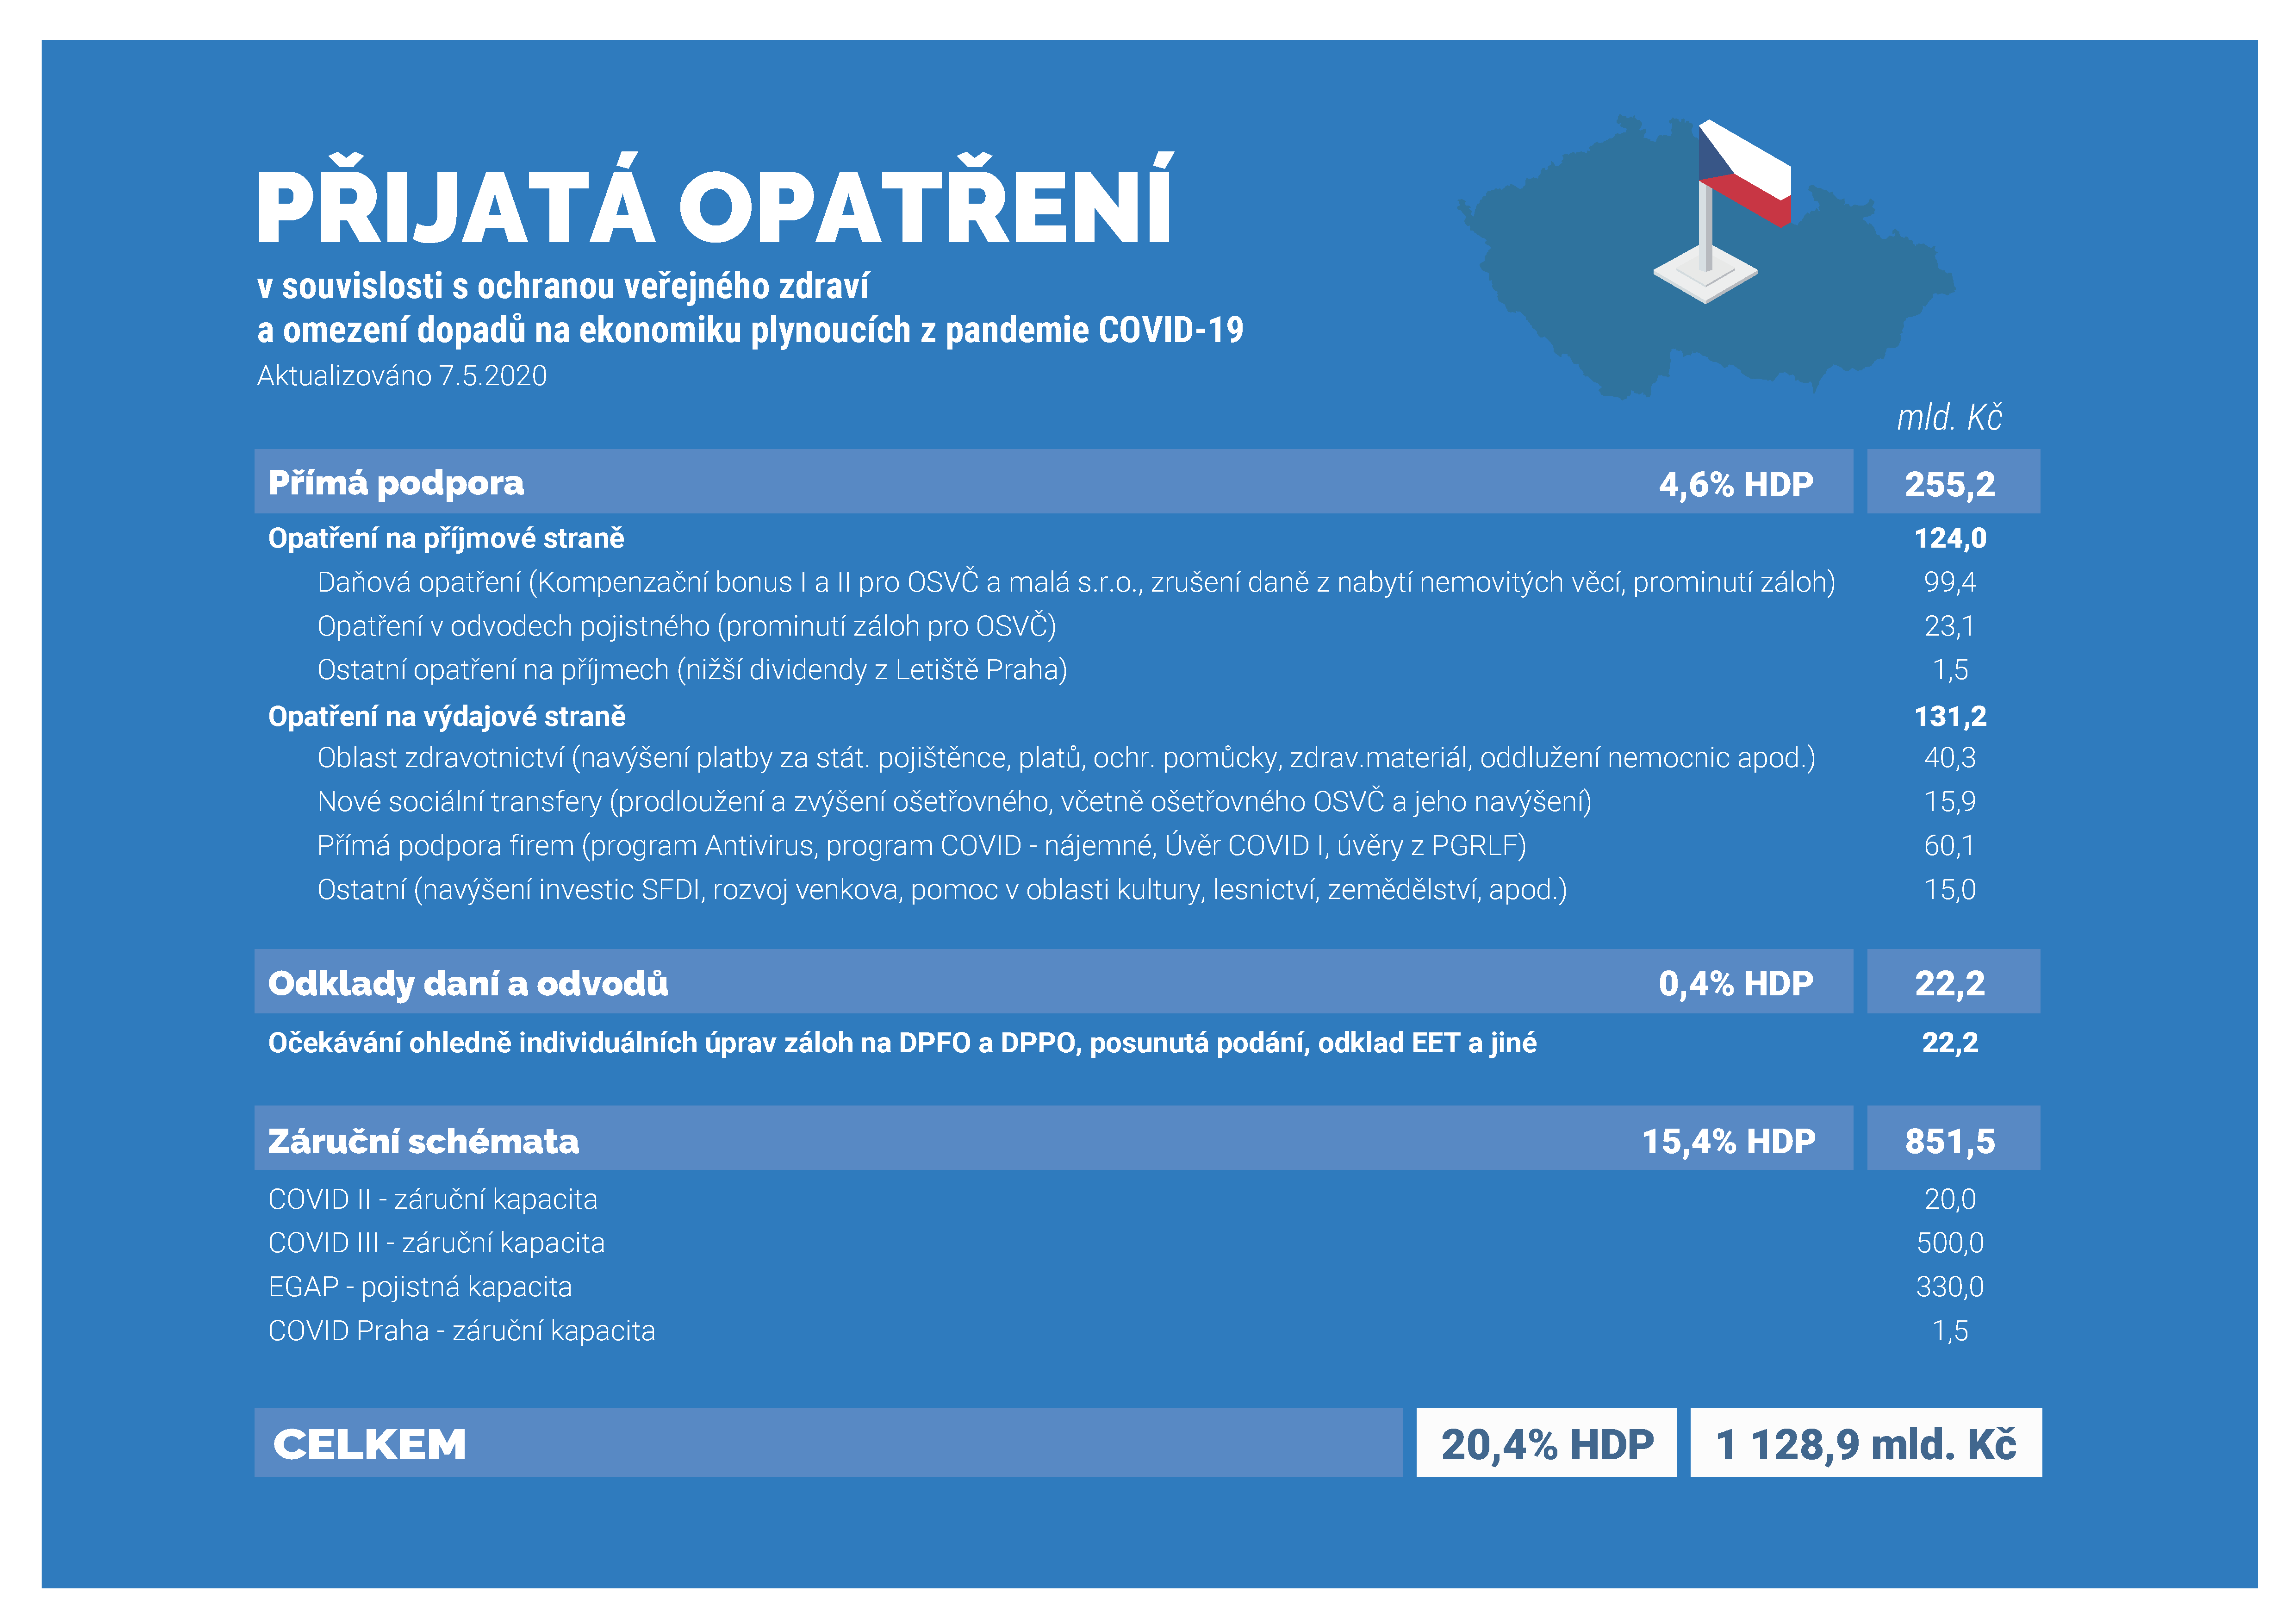 PŘIJATÁ OPATŘENÍ
v souvislosti s ochranou veřejného zdraví
a omezení dopadů na ekonomiku plynoucích z pandemie COVID-19
Aktualizováno 7.5.2020
mld. Kč
Přímá podpora 4,6% HDP 255,2
Opatření na příjmové straně 124,0
Daňová opatření (Kompenzační bonus I a II pro OSVČ a malá s.r.o., zrušení daně z nabytí nemovitých věcí, prominutí záloh) 99,4
Opatření v odvodech pojistného (prominutí záloh pro OSVČ) 23,1
Ostatní opatření na příjmech (nižší dividendy z Letiště Praha) 1,5
Opatření na výdajové straně 131,2
Oblast zdravotnictví (navýšení platby za stát. pojištěnce, platů, ochr. pomůcky, zdrav.materiál, oddlužení nemocnic apod.) 40,3
Nové sociální transfery (prodloužení a zvýšení ošetřovného, včetně ošetřovného OSVČ a jeho navýšení) 15,9
Přímá podpora firem (program Antivirus, program COVID - nájemné, Úvěr COVID I, úvěry z PGRLF) 60,1
Ostatní (navýšení investic SFDI, rozvoj venkova, pomoc v oblasti kultury, lesnictví, zemědělství, apod.) 15,0
Odklady daní a odvodů 0,4% HDP 22,2
Očekávání ohledně individuálních úprav záloh na DPFO a DPPO, posunutá podání, odklad EET a jiné 22,2
Záruční schémata 15,4% HDP 851,5
COVID II - záruční kapacita 20,0
COVID III - záruční kapacita 500,0
EGAP - pojistná kapacita 330,0
COVID Praha - záruční kapacita 1,5
CELKEM 20,4% HDP 1 128,9 mld. Kč